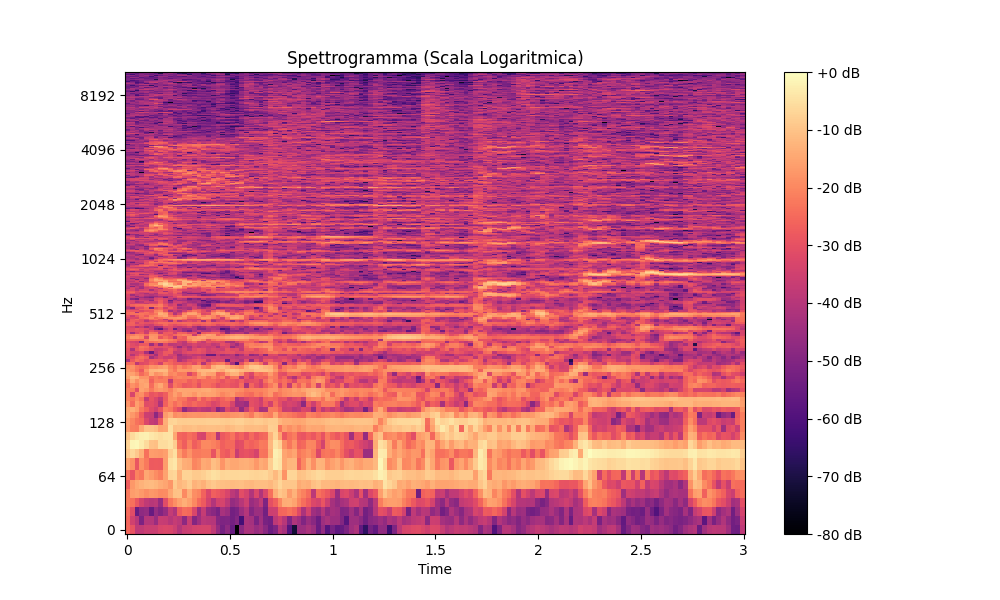 Spettrogramma (Scala Logaritmica)
Hz
8192
4096
2048
1024
512
256
128
64
0
0
0.5
1
1.5
2
2.5
3
Time
+0 dB
-10 dB
-20 dB
-30 dB
-40 dB
-50 dB
-60 dB
-70 dB
-80 dB